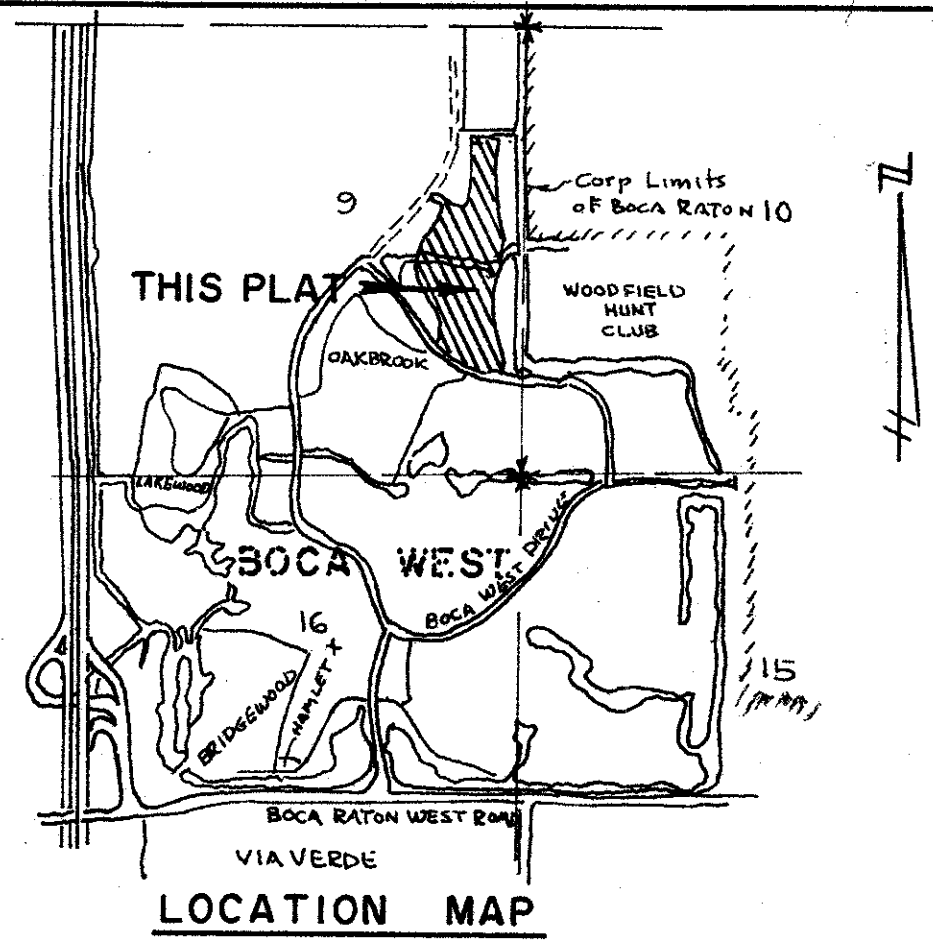 Corp Limits
OF BOCA RATON 10
9
THIS PLAT
WOODFIELD
HUNT
CLUB
OAKBROOK
LAKEWOOD
BOCA WEST
BOCA WEST DRIVE
16
HAMLET X
BRIDGEWOOD
15
BOCA RATON WEST ROAD
VIA VERDE
LOCATION MAP
N